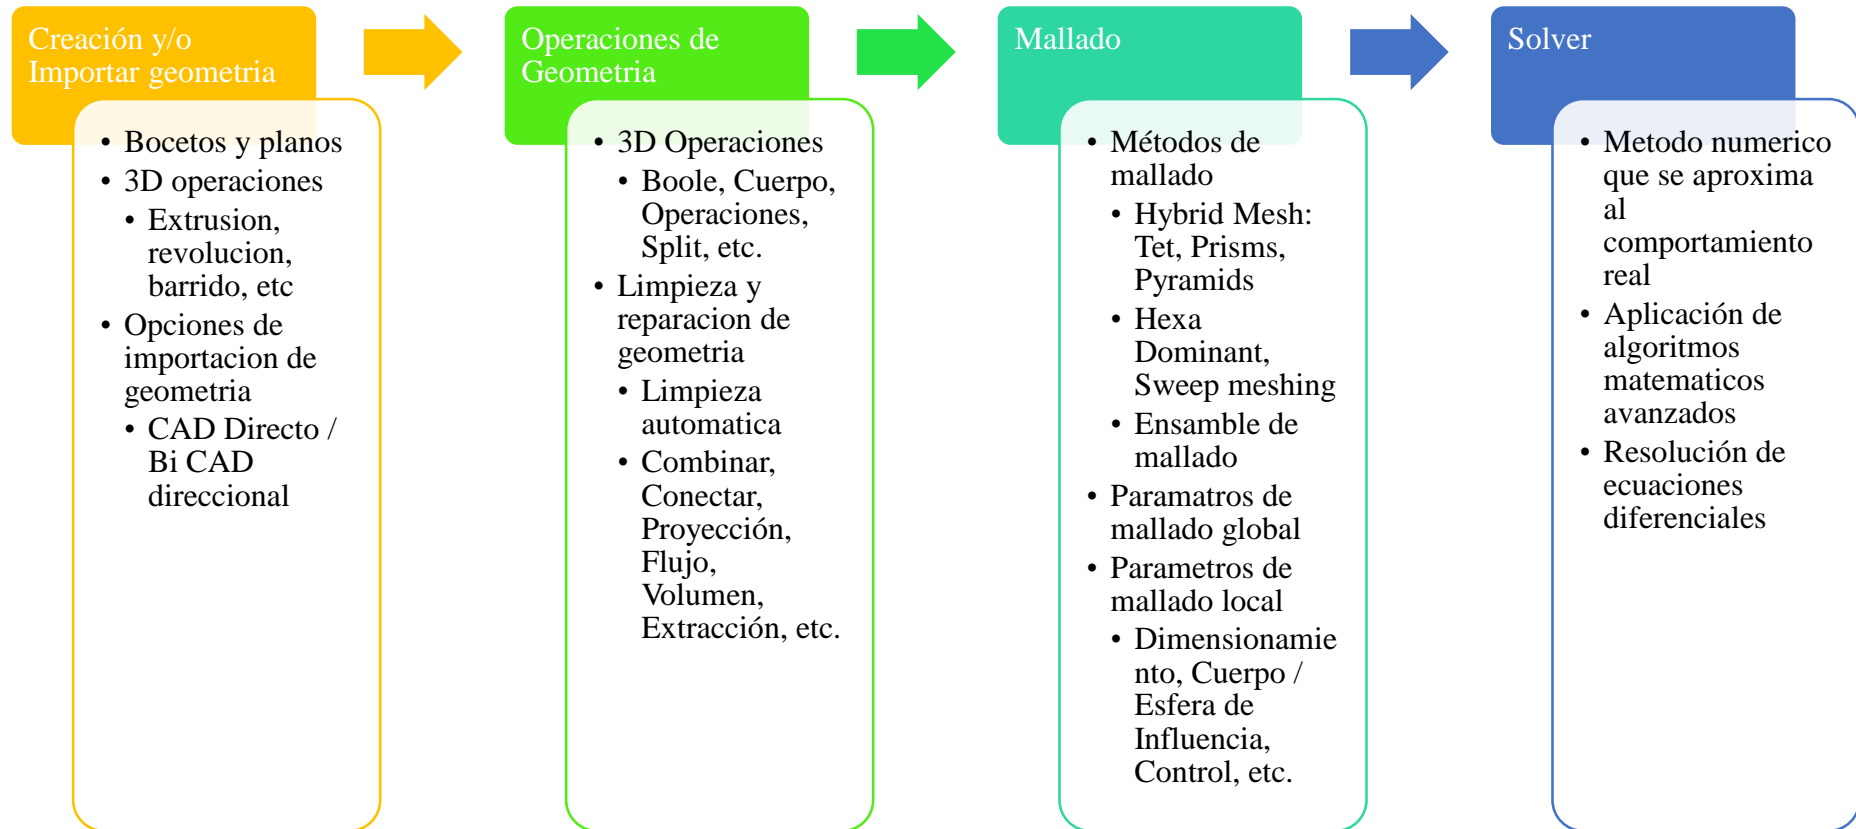 Creación y/o
Importar geometria
• Bocetos y planos
• 3D operaciones
• Extrusion,
revolucion,
barrido, etc
• Opciones de
importacion de
geometria
• CAD Directo /
Bi CAD
direccional
Operaciones de
Geometria
• 3D Operaciones
• Boole, Cuerpo,
Operaciones,
Split, etc.
• Limpieza y
reparacion de
geometria
• Limpieza
automatica
• Combinar,
Conectar,
Proyección,
Flujo,
Volumen,
Extracción, etc.
Mallado
• Métodos de
mallado
• Hybrid Mesh:
Tet, Prisms,
Pyramids
• Hexa
Dominant,
Sweep meshing
• Ensamble de
mallado
• Paramatros de
mallado global
• Parametros de
mallado local
• Dimensionamie
nto, Cuerpo /
Esfera de
Influencia,
Control, etc.
Solver
• Metodo numerico
que se aproxima
al
comportamiento
real
• Aplicación de
algoritmos
matematicos
avanzados
• Resolución de
ecuaciones
diferenciales